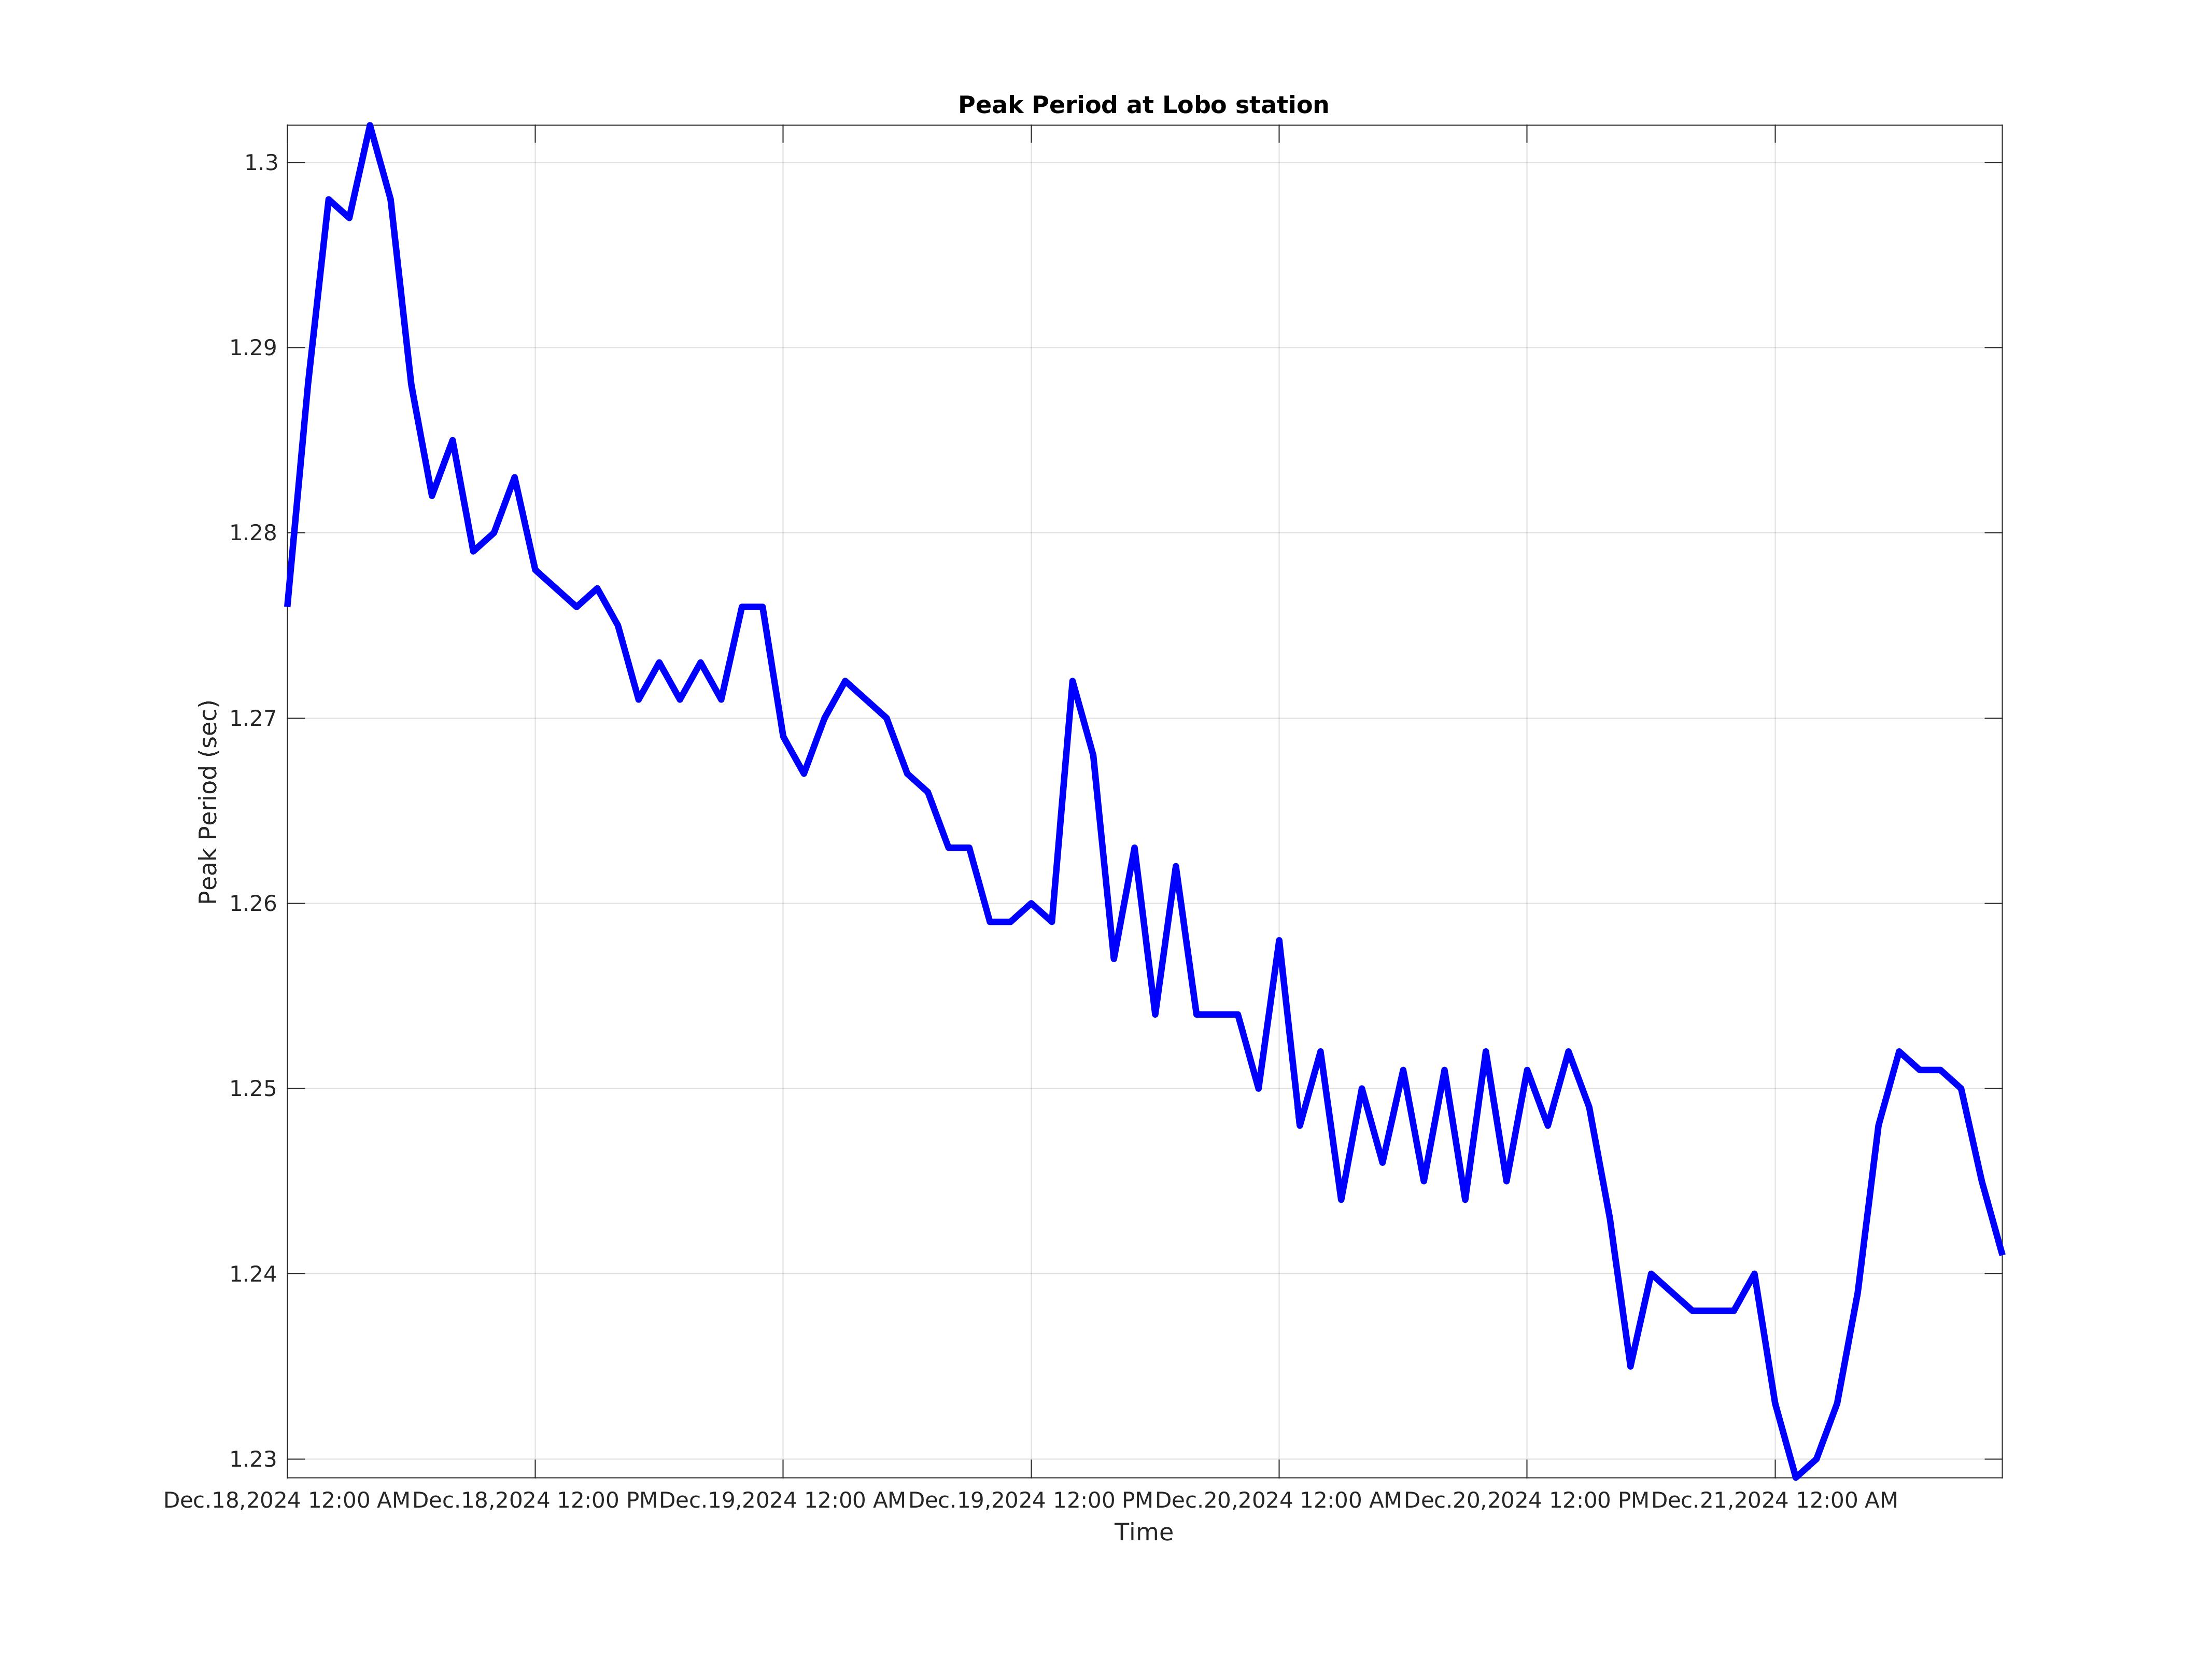 Peak Period at Lobo station
Peak Period (sec)
1.3
1.29
1.28
1.27
1.26
1.25
1.24
1.23
Dec.18,2024 12:00 AM Dec.18,2024 12:00 PM Dec.19,2024 12:00 AM Dec.19,2024 12:00 PM Dec.20,2024 12:00 AM Dec.20,2024 12:00 PM Dec.21,2024 12:00 AM
Time